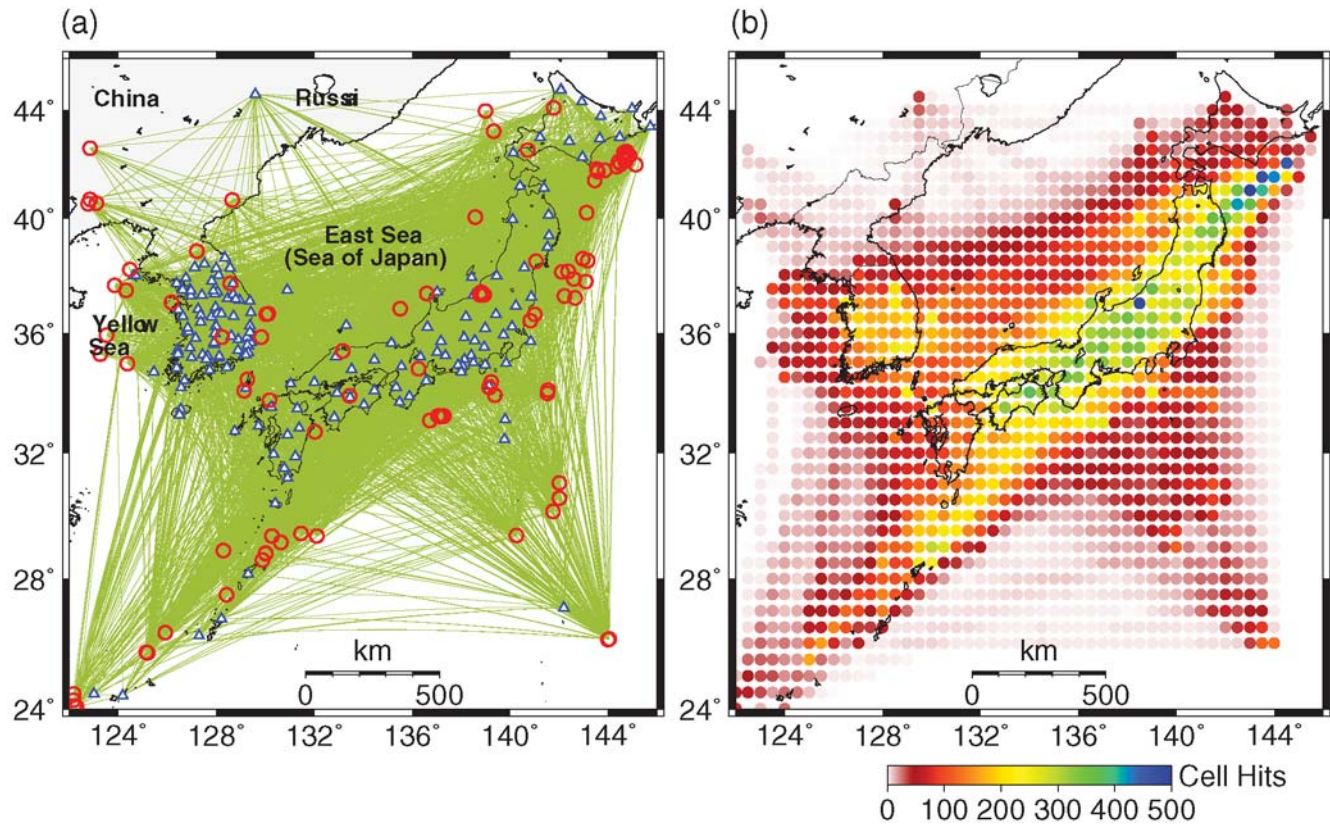 (a)
(b)
China
Russi
East Sea
(Sea of Japan)
Yellow
Sea
44°
40°
36°
32°
28°
24°
124° 128° 132° 136° 140° 144°
km
0 500
44°
40°
36°
32°
28°
24°
124° 128° 132° 136° 140° 144°
km
0 500
Cell Hits
0 100 200 300 400 500